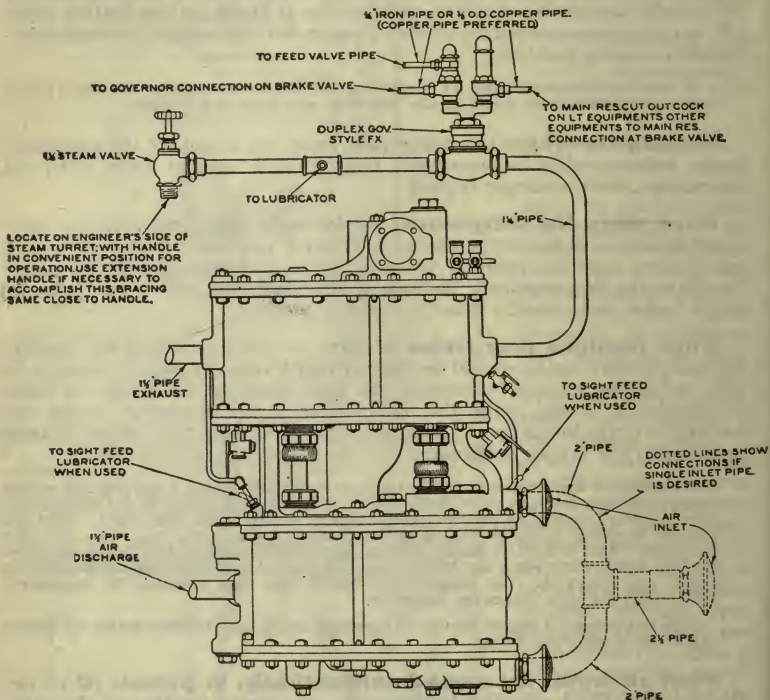 ¼" IRON PIPE OR ⅜ O D COPPER PIPE.
(COPPER PIPE PREFERRED)
TO FEED VALVE PIPE
TO GOVERNOR CONNECTION ON BRAKE VALVE
TO MAIN RES. CUT OUT COCK
ON LT EQUIPMENTS OTHER
EQUIPMENTS TO MAIN RES.
CONNECTION AT BRAKE VALVE.
DUPLEX GOV.
STYLE FX
STEAM VALVE
TO LUBRICATOR
LOCATE ON ENGINEER'S SIDE OF
STEAM TURRET; WITH HANDLE
IN CONVENIENT POSITION FOR
OPERATION. USE EXTENSION
HANDLE IF NECESSARY TO
ACCOMPLISH THIS, BRACING
SAME CLOSE TO HANDLE.
1¼" PIPE
1½" PIPE
EXHAUST
TO SIGHT FEED
LUBRICATOR
WHEN USED
TO SIGHT FEED
LUBRICATOR
WHEN USED
2" PIPE
DOTTED LINES SHOW
CONNECTIONS IF
SINGLE INLET PIPE.
IS DESIRED
AIR
INLET
1½" PIPE
AIR
DISCHARGE
2½ PIPE
2" PIPE